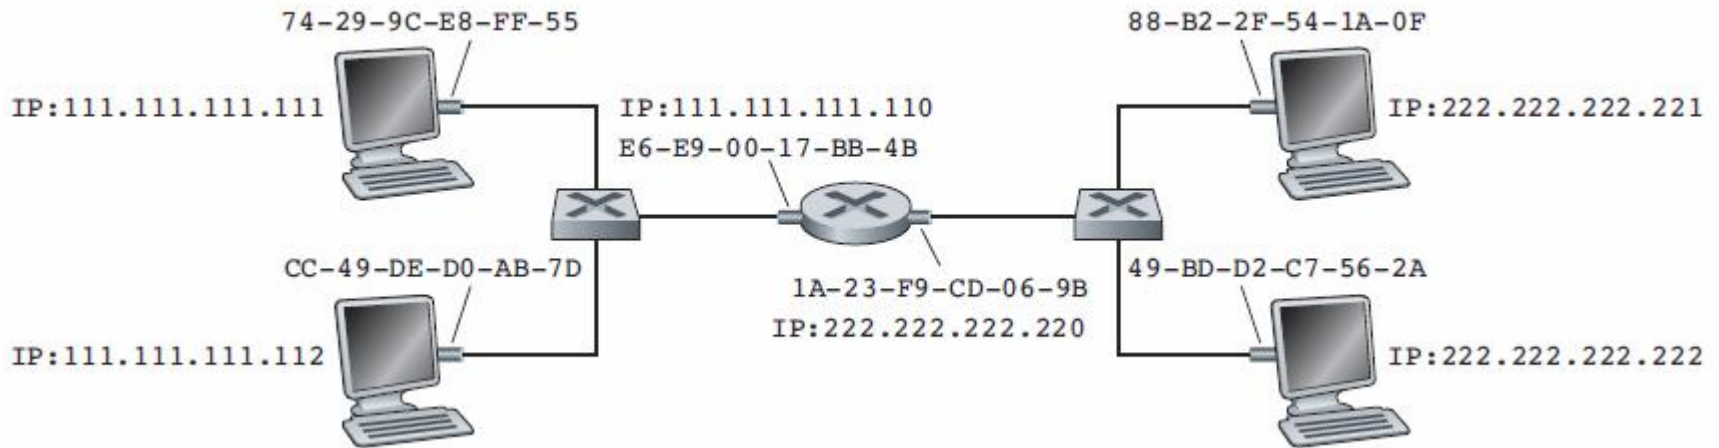 74-29-9C-E8-FF-55
88-B2-2F-54-1A-0F
IP:111.111.111.111
IP:111.111.111.110
IP:222.222.222.221
E6-E9-00-17-BB-4B
CC-49-DE-D0-AB-7D
49-BD-D2-C7-56-2A
1A-23-F9-CD-06-9B
IP:222.222.222.220
IP:111.111.111.112
IP:222.222.222.222